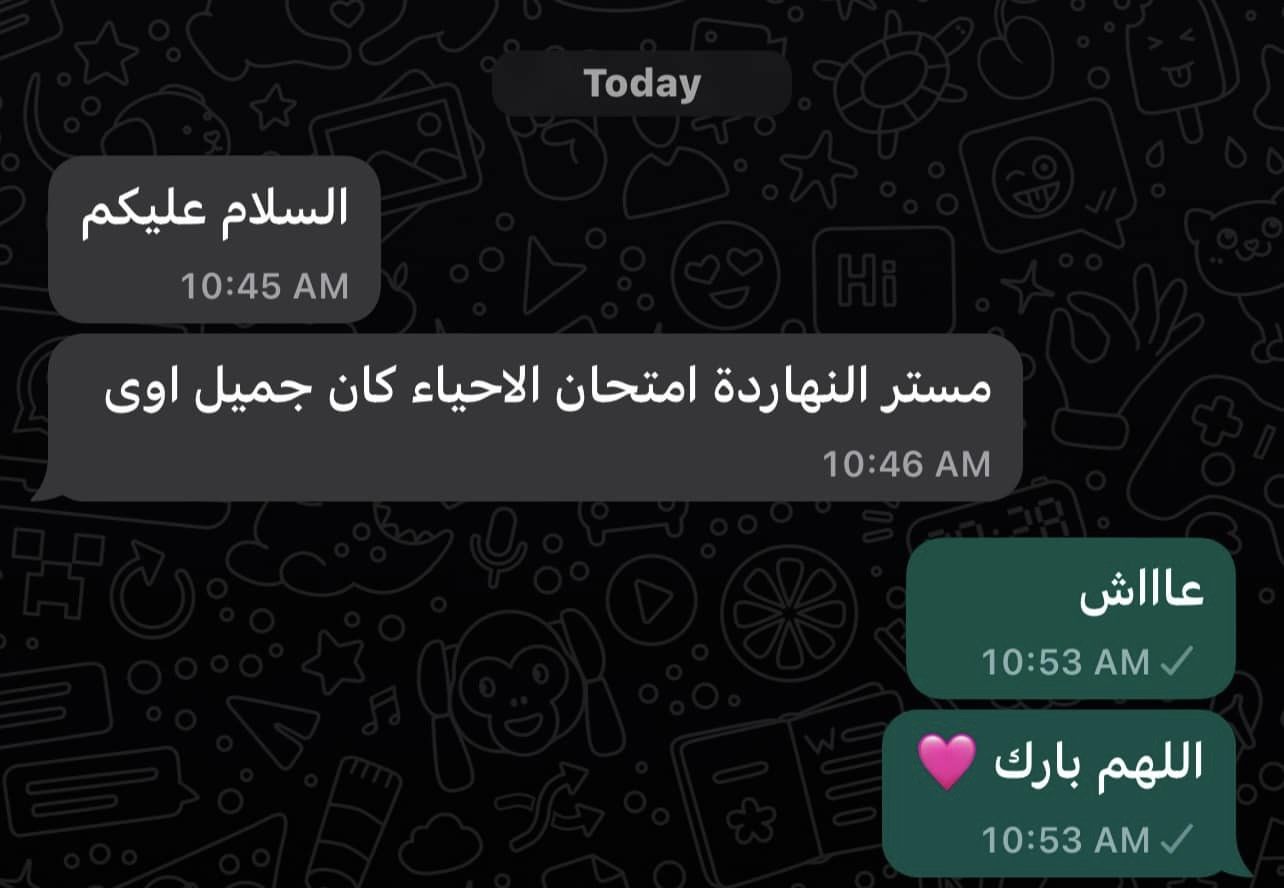 Today
السلام عليكم
10:45 AM
مستر النهاردة امتحان الاحياء كان جميل اوى
10:46 AM
عاااش
10:53 AM ✓
اللهم بارك 🩷
10:53 AM ✓